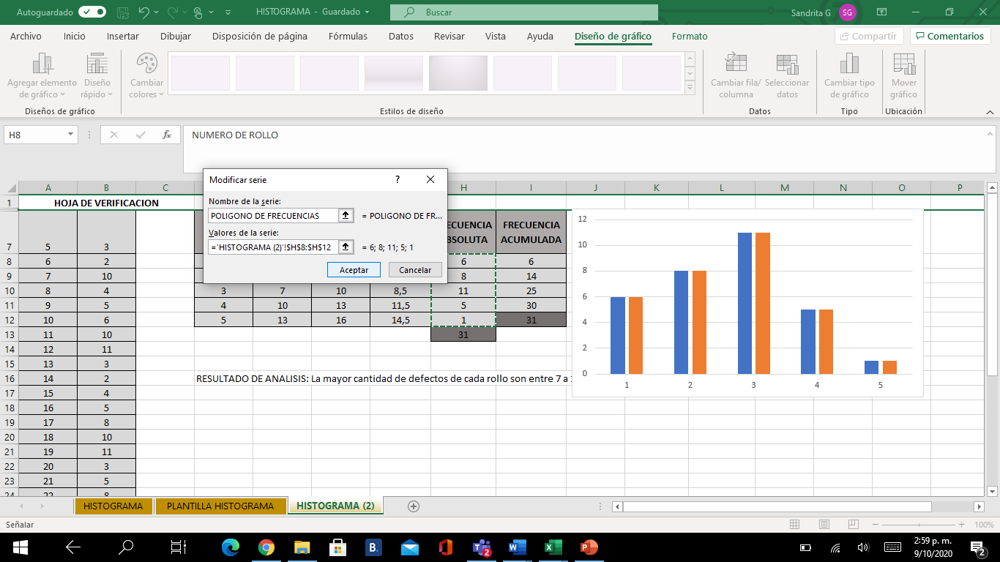 Autoguardado
HISTOGRAMA - Guardado
Buscar
Sandrita G
SG
Archivo Inicio Insertar Dibujar Disposición de página Fórmulas Datos Revisar Vista Ayuda Diseño de gráfico Formato
Compartir
Comentarios
Agregar elemento de gráfico
Diseño rápido
Cambiar colores
Cambiar fila/ columna
Seleccionar datos
Cambiar tipo de gráfico
Mover gráfico
Diseños de gráfico
Estilos de diseño
Datos
Tipo
Ubicación
H8
fx
NUMERO DE ROLLO
Modificar serie
?
Nombre de la serie:
POLIGONO DE FRECUENCIAS
= POLIGONO DE FR...
Valores de la serie:
='HISTOGRAMA (2)'!$H$8:$H$12
= 6; 8; 11; 5; 1
Aceptar
Cancelar
A B C H I J K L M N O P
1 HOJA DE VERIFICACION
ECUENCIA FRECUENCIA
7 5 3 BSOLUTA ACUMULADA
8 6 2 6 6
9 7 10 8 14
10 8 4 3 7 10 8,5 11 25
11 9 5 4 10 13 11,5 5 30
12 10 6 5 13 16 14,5 1 31
13 11 10 31
14 12 11
15 13 3
16 14 2 RESULTADO DE ANALISIS: La mayor cantidad de defectos de cada rollo son entre 7 a
17 15 4
18 16 5
19 17 8
20 18 10
21 19 11
22 20 3
23 21 5
24 22 8
12
10
8
6
4
2
0
1 2 3 4 5
HISTOGRAMA
PLANTILLA HISTOGRAMA
HISTOGRAMA (2)
Señalar
100%
B.
2
2:59 p. m.
9/10/2020
2